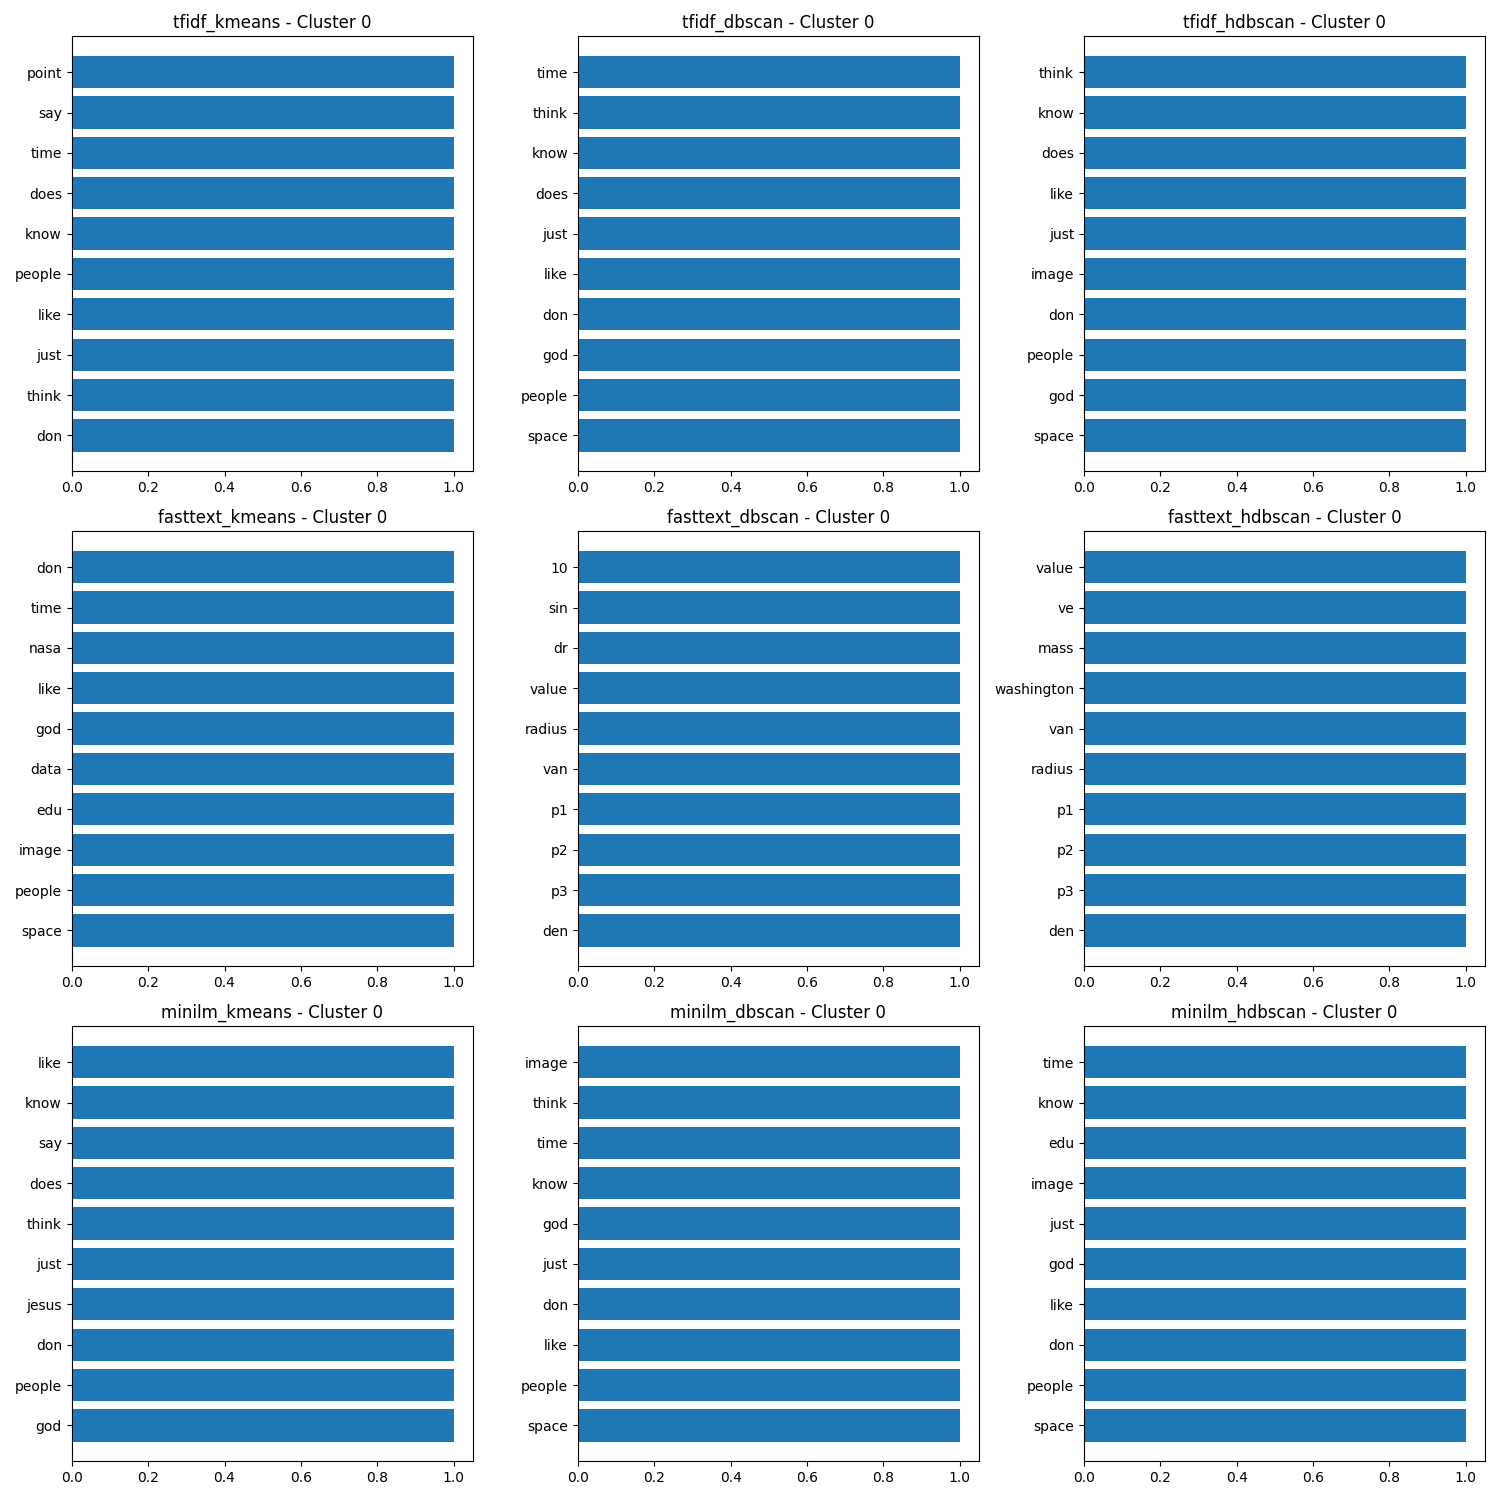 tfidf_kmeans - Cluster 0
point
say
time
does
know
people
like
just
think
don
0.0 0.2 0.4 0.6 0.8 1.0
tfidf_dbscan - Cluster 0
time
think
know
does
just
like
don
god
people
space
0.0 0.2 0.4 0.6 0.8 1.0
tfidf_hdbscan - Cluster 0
think
know
does
like
just
image
don
people
god
space
0.0 0.2 0.4 0.6 0.8 1.0
fasttext_kmeans - Cluster 0
don
time
nasa
like
god
data
edu
image
people
space
0.0 0.2 0.4 0.6 0.8 1.0
fasttext_dbscan - Cluster 0
10
sin
dr
value
radius
van
p1
p2
p3
den
0.0 0.2 0.4 0.6 0.8 1.0
fasttext_hdbscan - Cluster 0
value
ve
mass
washington
van
radius
p1
p2
p3
den
0.0 0.2 0.4 0.6 0.8 1.0
minilm_kmeans - Cluster 0
like
know
say
does
think
just
jesus
don
people
god
0.0 0.2 0.4 0.6 0.8 1.0
minilm_dbscan - Cluster 0
image
think
time
know
god
just
don
like
people
space
0.0 0.2 0.4 0.6 0.8 1.0
minilm_hdbscan - Cluster 0
time
know
edu
image
just
god
like
don
people
space
0.0 0.2 0.4 0.6 0.8 1.0